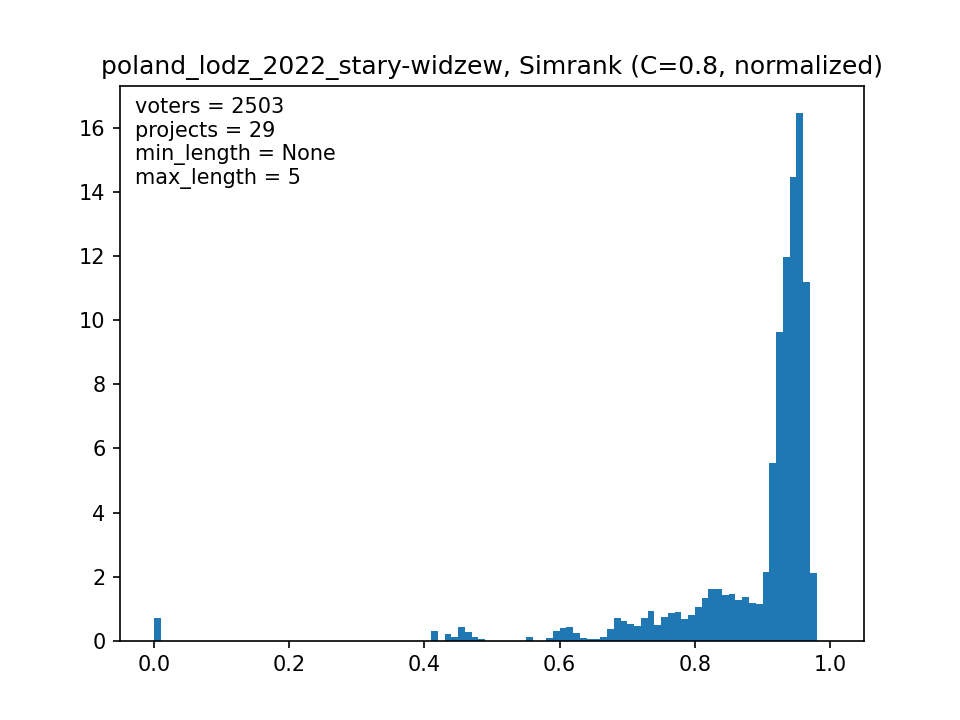 poland_lodz_2022_stary-widzew, Simrank (C=0.8, normalized)
voters = 2503
projects = 29
min_length = None
max_length = 5
16
14
12
10
8
6
4
2
0
0.0 0.2 0.4 0.6 0.8 1.0